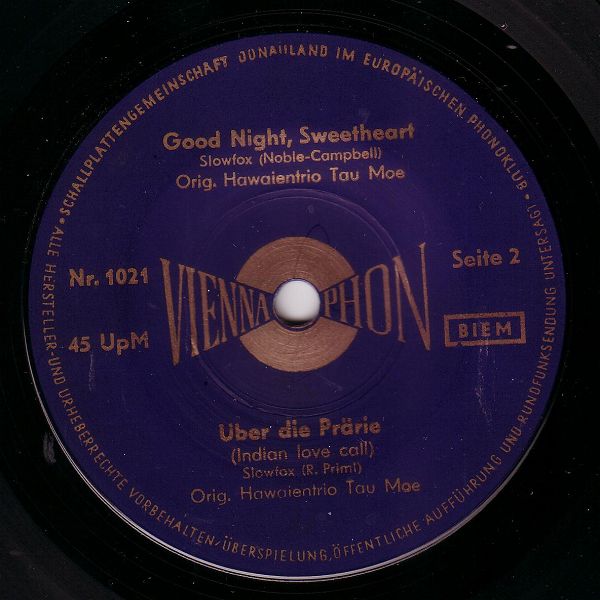 SCHALLPLATTENGEMEINSCHAFT DONAULAND IM EUROPÄISCHEN PHONOKLUB •
Good Night, Sweetheart
Slowfox (Noble-Campbell)
Orig. Hawaientrio Tau Moe
Nr. 1021
Seite 2
VIENNAPHON
45 UpM
BIEM
Uber die Prärie
(Indian love call)
Slowfox (R. Friml)
Orig. Hawaientrio Tau Moe
• ALLE HERSTELLER-UND URHEBERRECHTE VORBEHALTEN/ÜBERSPIELUNG,ÖFFENTLICHE AUFFÜHRUNG UND RUNDFUNKSENDUNG UNTERSAGT